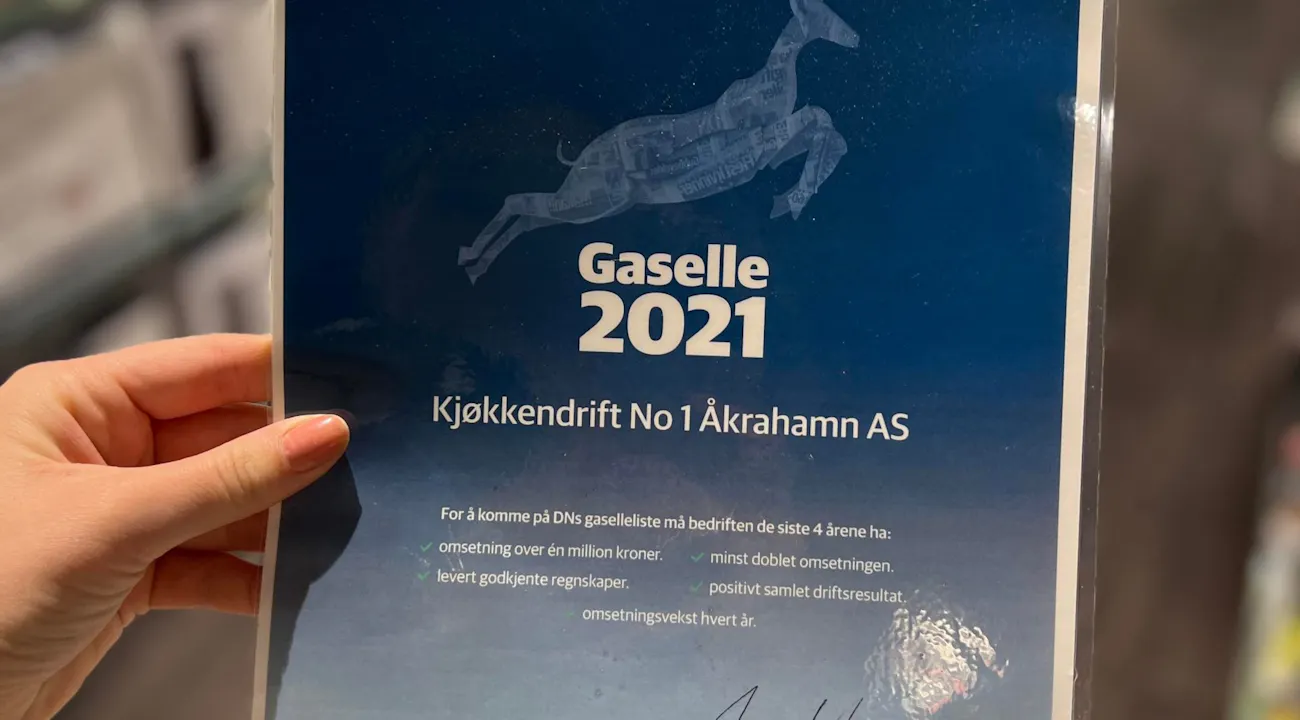 Gaselle
2021
Kjøkkendrift No 1 Åkrahamn AS
For å komme på DNs gaselleliste må bedriften de siste 4 årene ha:
omsetning over én million kroner.
minst doblet omsetningen.
levert godkjente regnskaper.
positivt samlet driftsresultat.
omsetningsvekst hvert år.